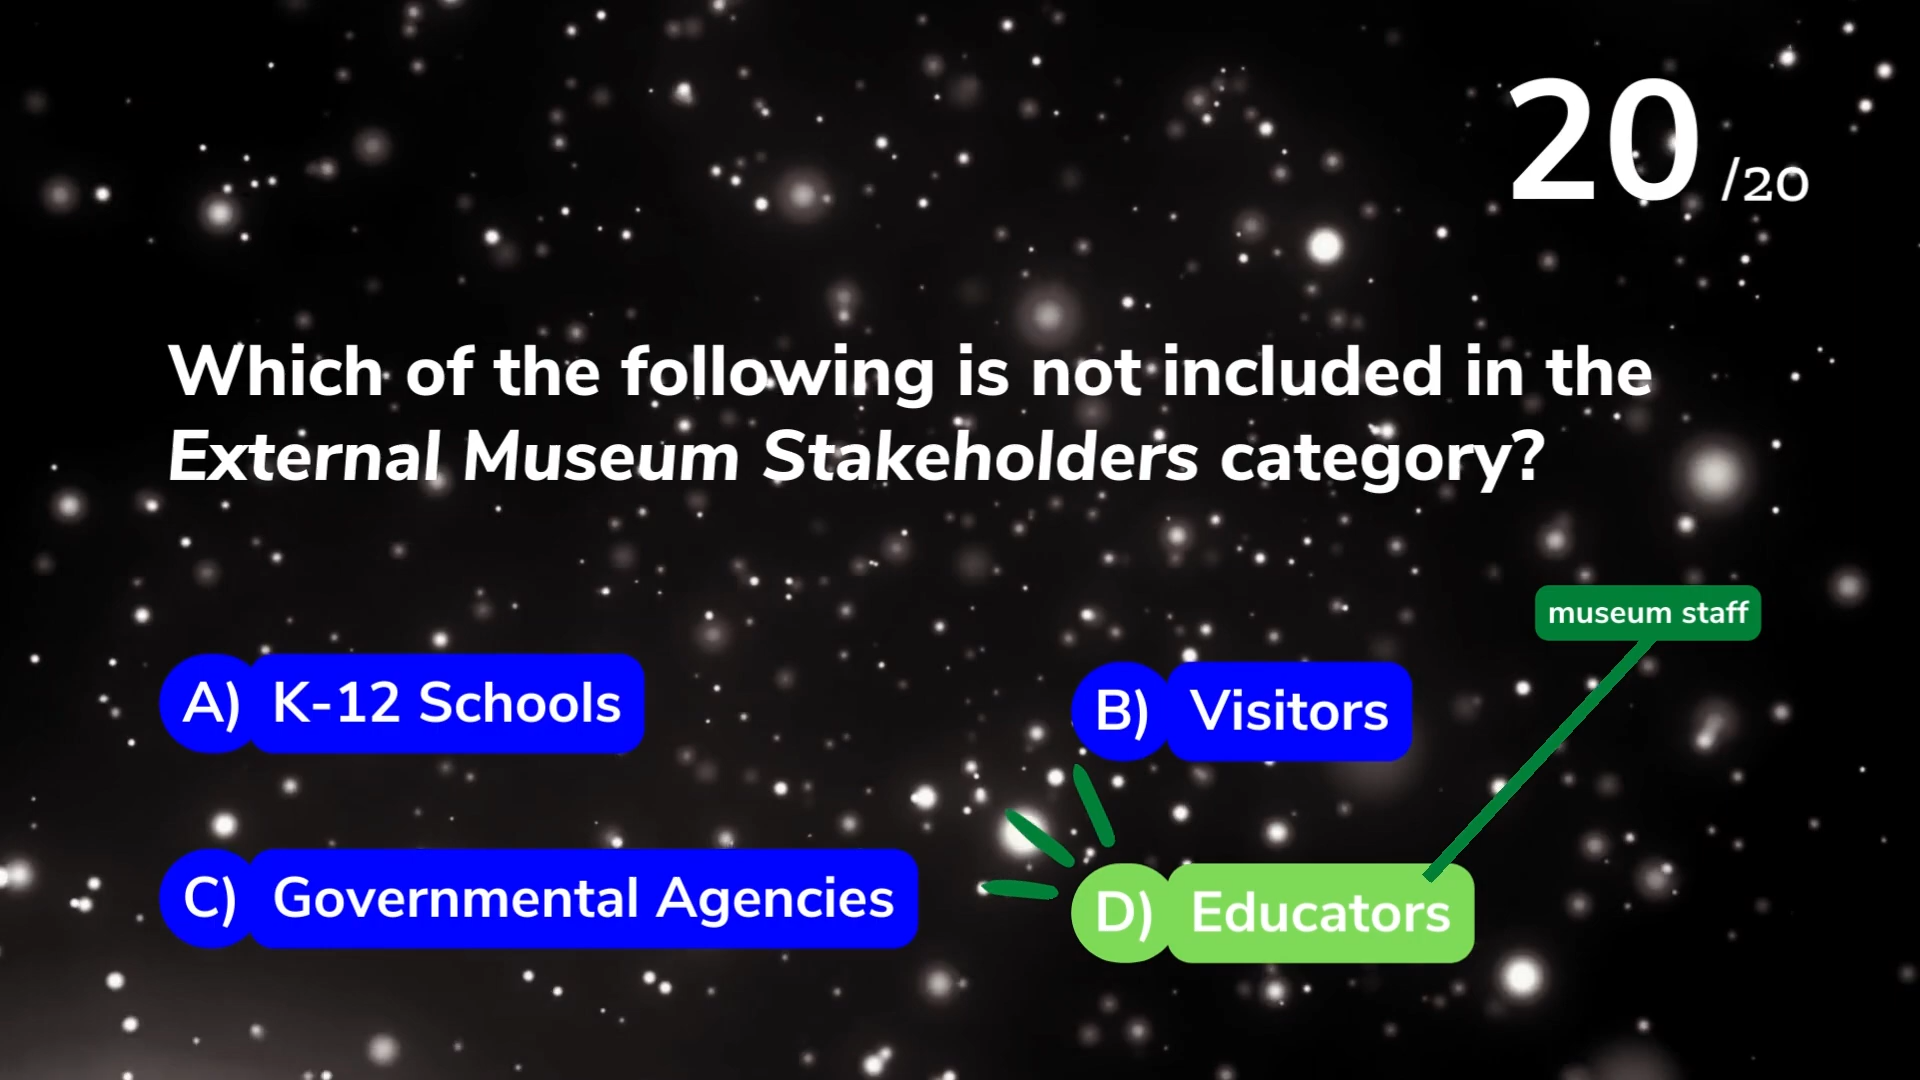 20 /20
Which of the following is not included in the
External Museum Stakeholders category?
museum staff
A) K-12 Schools
B) Visitors
C) Governmental Agencies
D) Educators